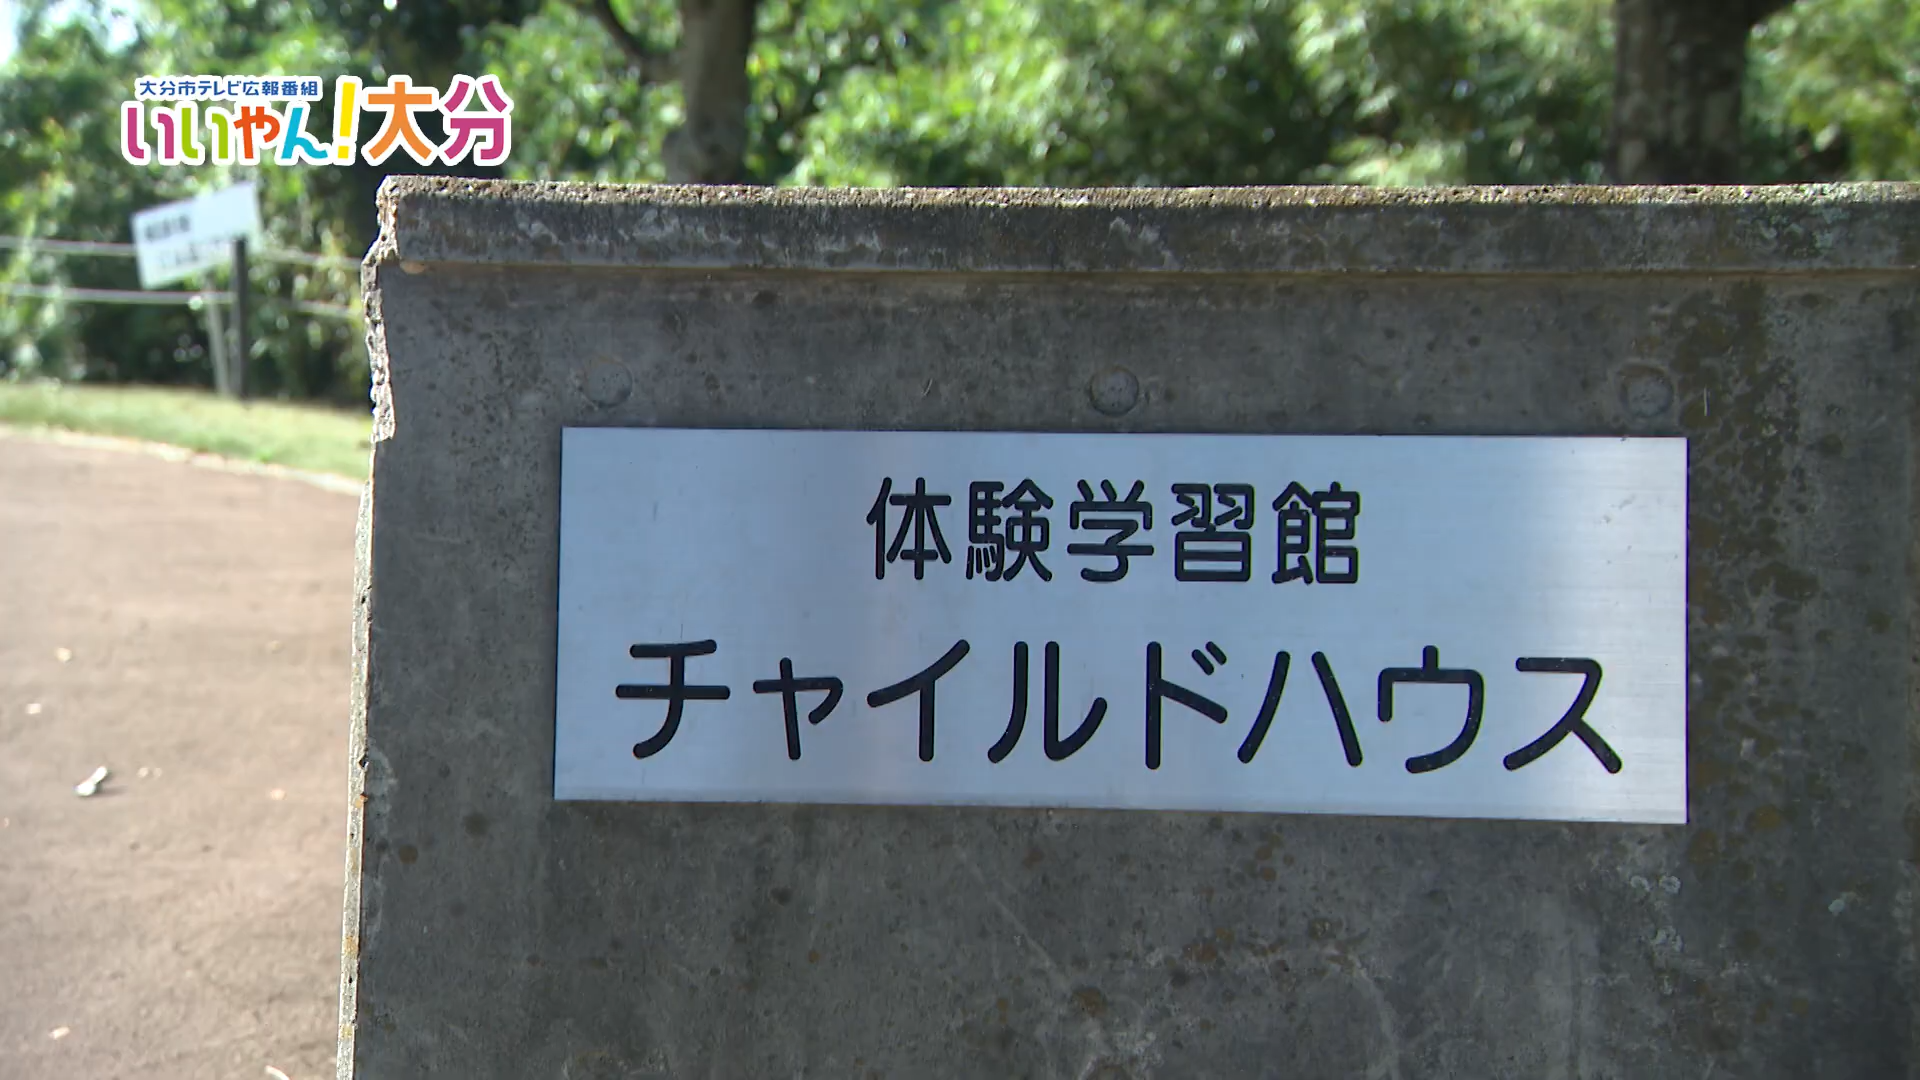 大分市テレビ広報番組
いいやん!大分
体験学習館
チャイルドハウス